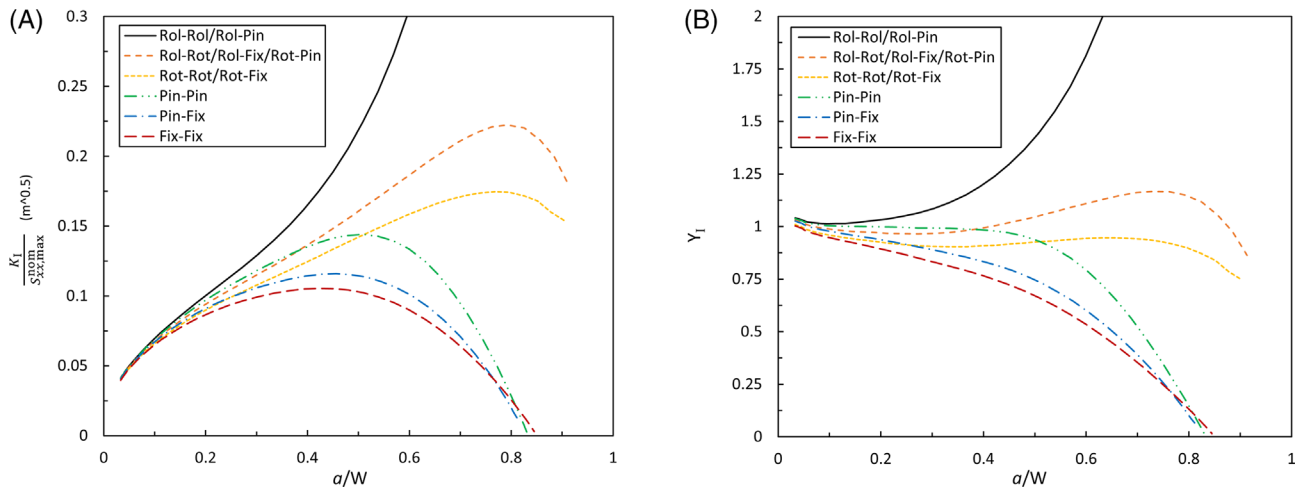 (A)
0.3
0.25
0.2
0.15
0.1
0.05
0
0
0.2
0.4
0.6
0.8
1
a/W
K_I
S_xx,max^nom
(m^0.5)
Rol-Rol/Rol-Pin
Rol-Rot/Rol-Fix/Rot-Pin
Rot-Rot/Rot-Fix
Pin-Pin
Pin-Fix
Fix-Fix
(B)
2
1.75
1.5
1.25
1
0.75
0.5
0.25
0
0
0.2
0.4
0.6
0.8
1
a/W
Y_I
Rol-Rol/Rol-Pin
Rol-Rot/Rol-Fix/Rot-Pin
Rot-Rot/Rot-Fix
Pin-Pin
Pin-Fix
Fix-Fix